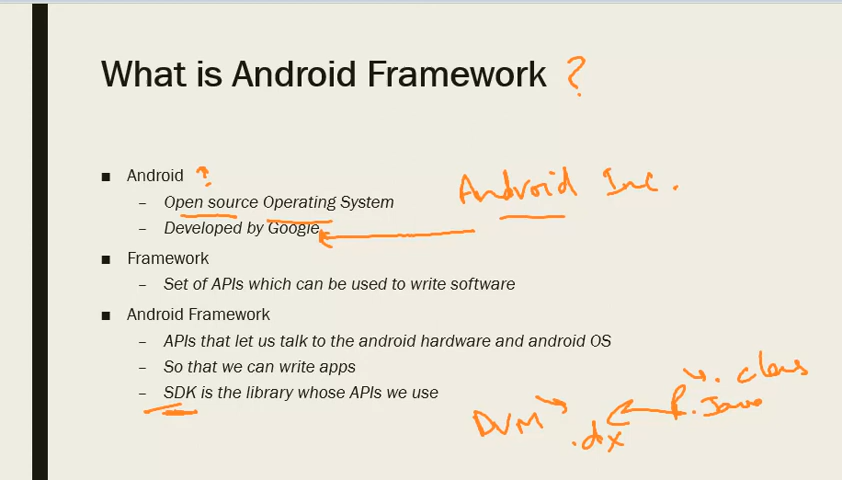 What is Android Framework ?
■ Android ?
– Open source Operating System
Android Inc.
– Developed by Google
■ Framework
– Set of APIs which can be used to write software
■ Android Framework
– APIs that let us talk to the android hardware and android OS
– So that we can write apps
– SDK is the library whose APIs we use
.class
DVM
.dx
.Java